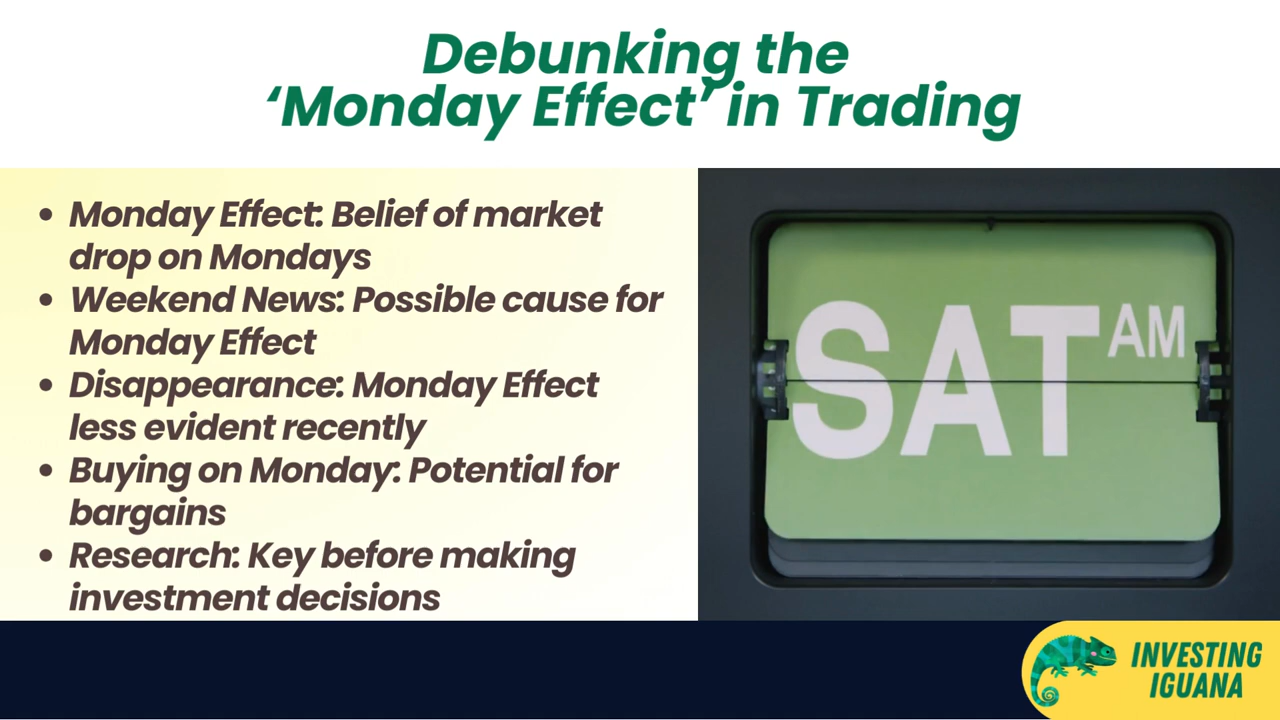 Debunking the
‘Monday Effect’ in Trading
• Monday Effect: Belief of market
drop on Mondays
• Weekend News: Possible cause for
Monday Effect
• Disappearance: Monday Effect
less evident recently
• Buying on Monday: Potential for
bargains
• Research: Key before making
investment decisions
SAT AM
INVESTING
IGUANA